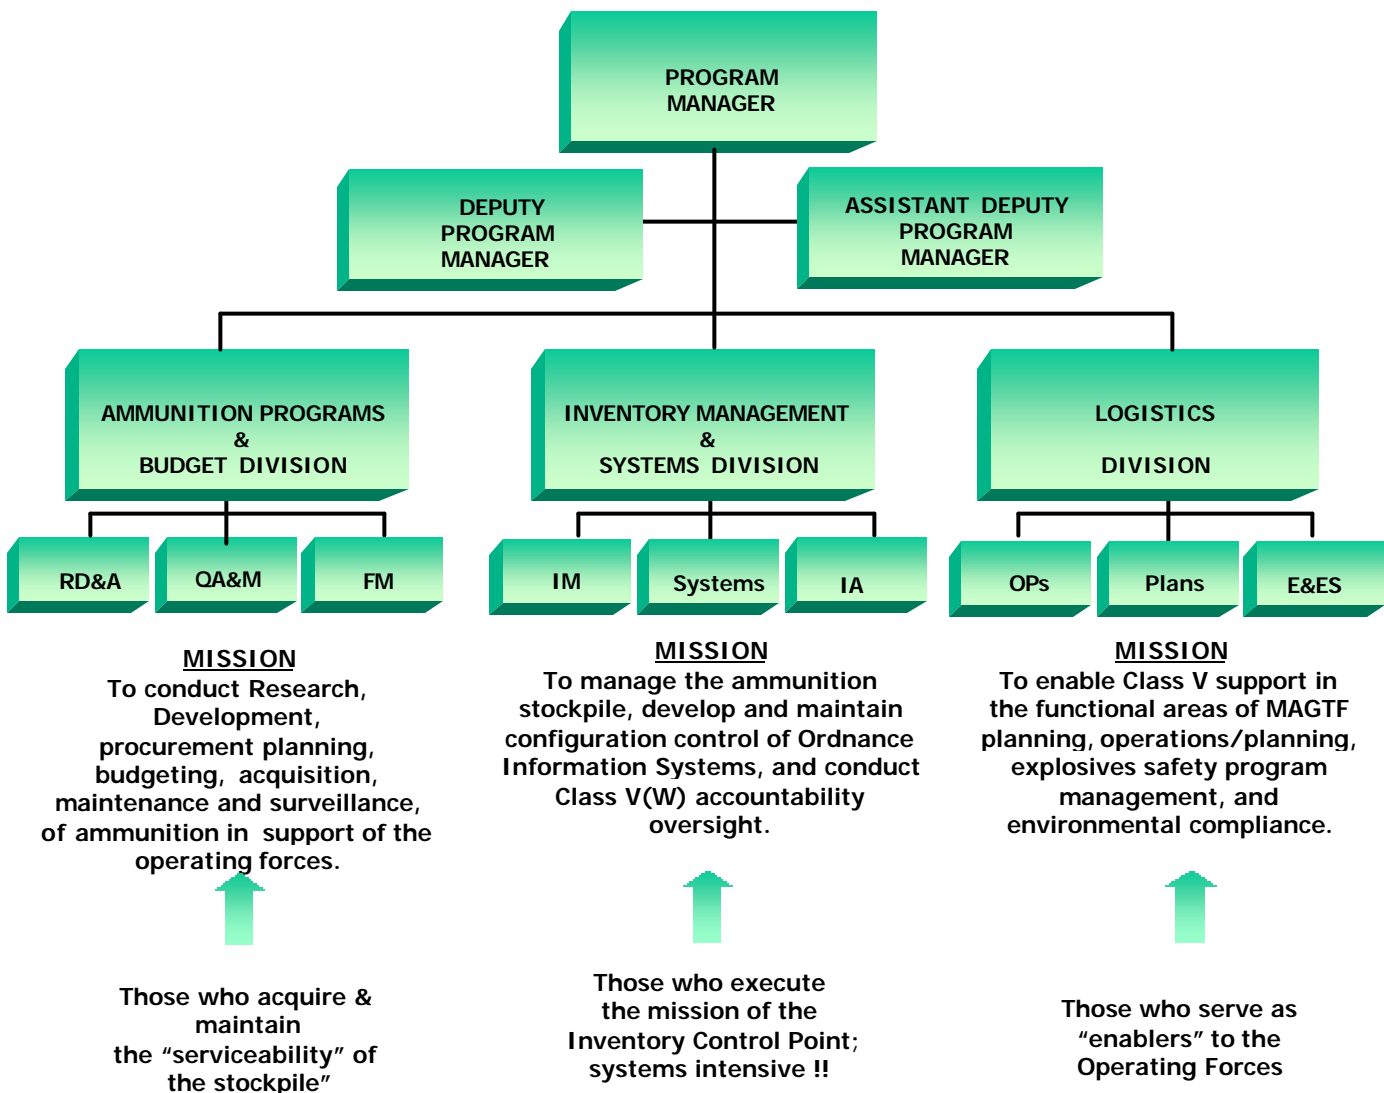 PROGRAM
MANAGER
DEPUTY
PROGRAM
MANAGER
ASSISTANT DEPUTY
PROGRAM
MANAGER
AMMUNITION PROGRAMS
&
BUDGET DIVISION
INVENTORY MANAGEMENT
&
SYSTEMS DIVISION
LOGISTICS
DIVISION
RD&A
QA&M
FM
IM
Systems
IA
OPs
Plans
E&ES
MISSION
To conduct Research,
Development,
procurement planning,
budgeting, acquisition,
maintenance and surveillance,
of ammunition in support of the
operating forces.
MISSION
To manage the ammunition
stockpile, develop and maintain
configuration control of Ordnance
Information Systems, and conduct
Class V(W) accountability
oversight.
MISSION
To enable Class V support in
the functional areas of MAGTF
planning, operations/planning,
explosives safety program
management, and
environmental compliance.
Those who acquire &
maintain
the “serviceability” of
the stockpile”
Those who execute
the mission of the
Inventory Control Point;
systems intensive !!
Those who serve as
“enablers” to the
Operating Forces